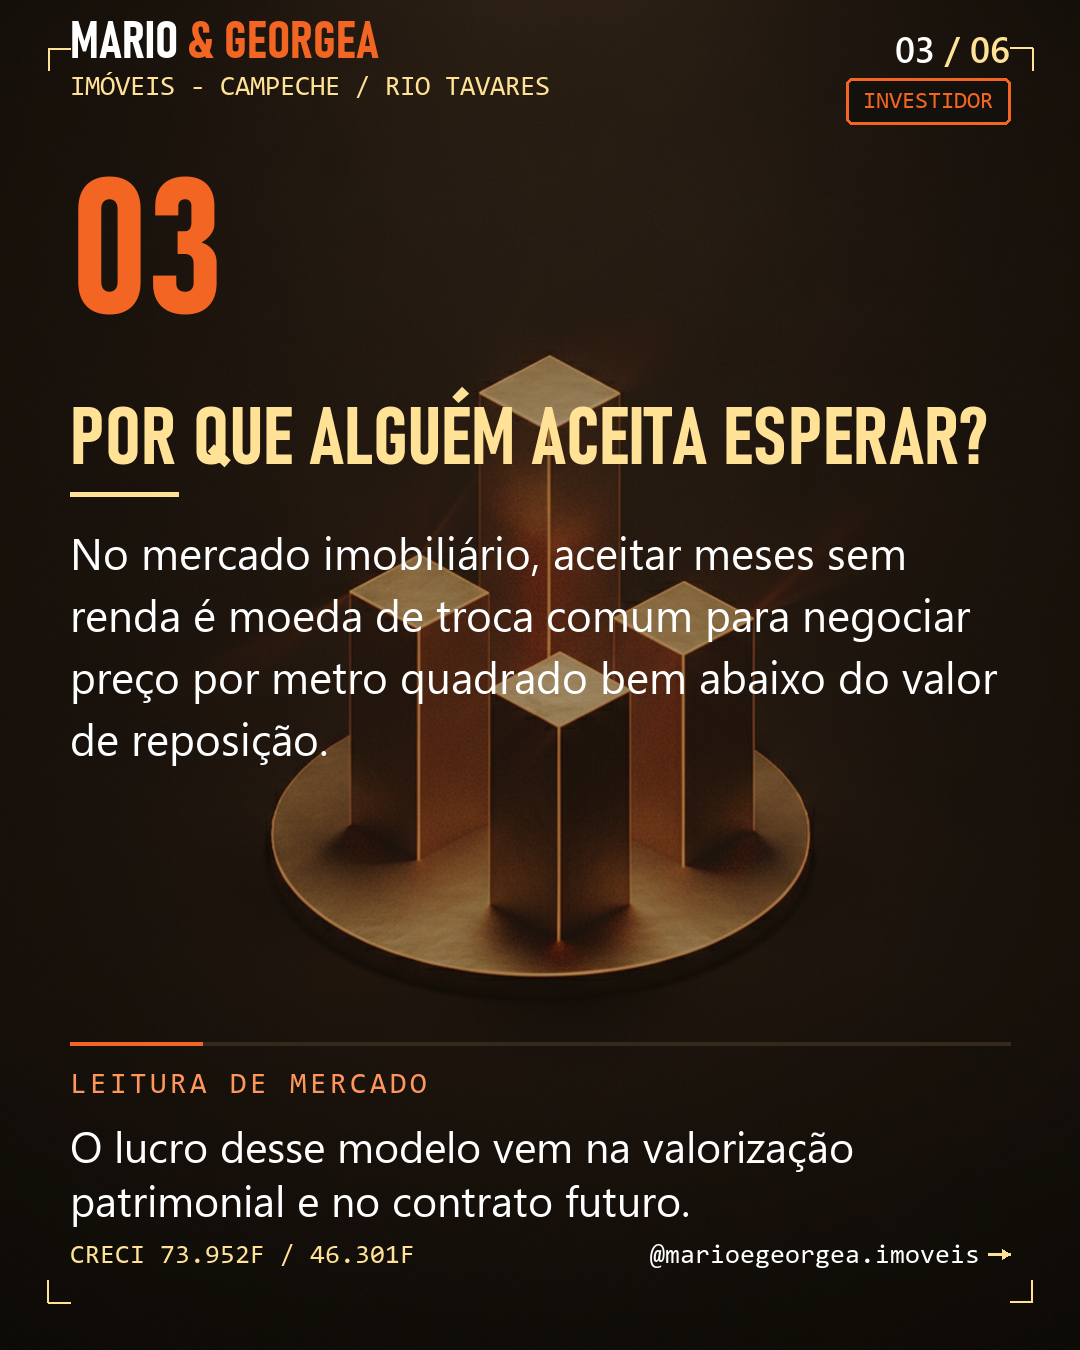 MARIO & GEORGEA
IMÓVEIS - CAMPECHE / RIO TAVARES
03 / 06
INVESTIDOR
03
POR QUE ALGUÉM ACEITA ESPERAR?
No mercado imobiliário, aceitar meses sem
renda é moeda de troca comum para negociar
preço por metro quadrado bem abaixo do valor
de reposição.
LEITURA DE MERCADO
O lucro desse modelo vem na valorização
patrimonial e no contrato futuro.
CRECI 73.952F / 46.301F
@marioegeorgea.imoveis →